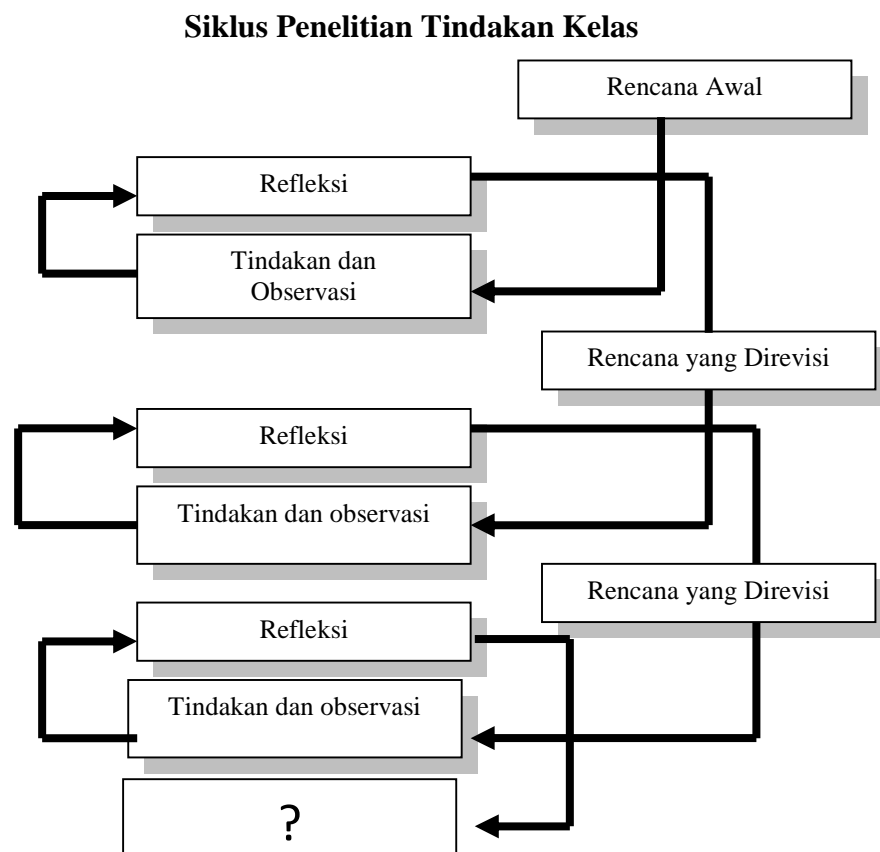 Siklus Penelitian Tindakan Kelas
Rencana Awal
Refleksi
Tindakan dan
Observasi
Rencana yang Direvisi
Refleksi
Tindakan dan observasi
Rencana yang Direvisi
Refleksi
Tindakan dan observasi
?